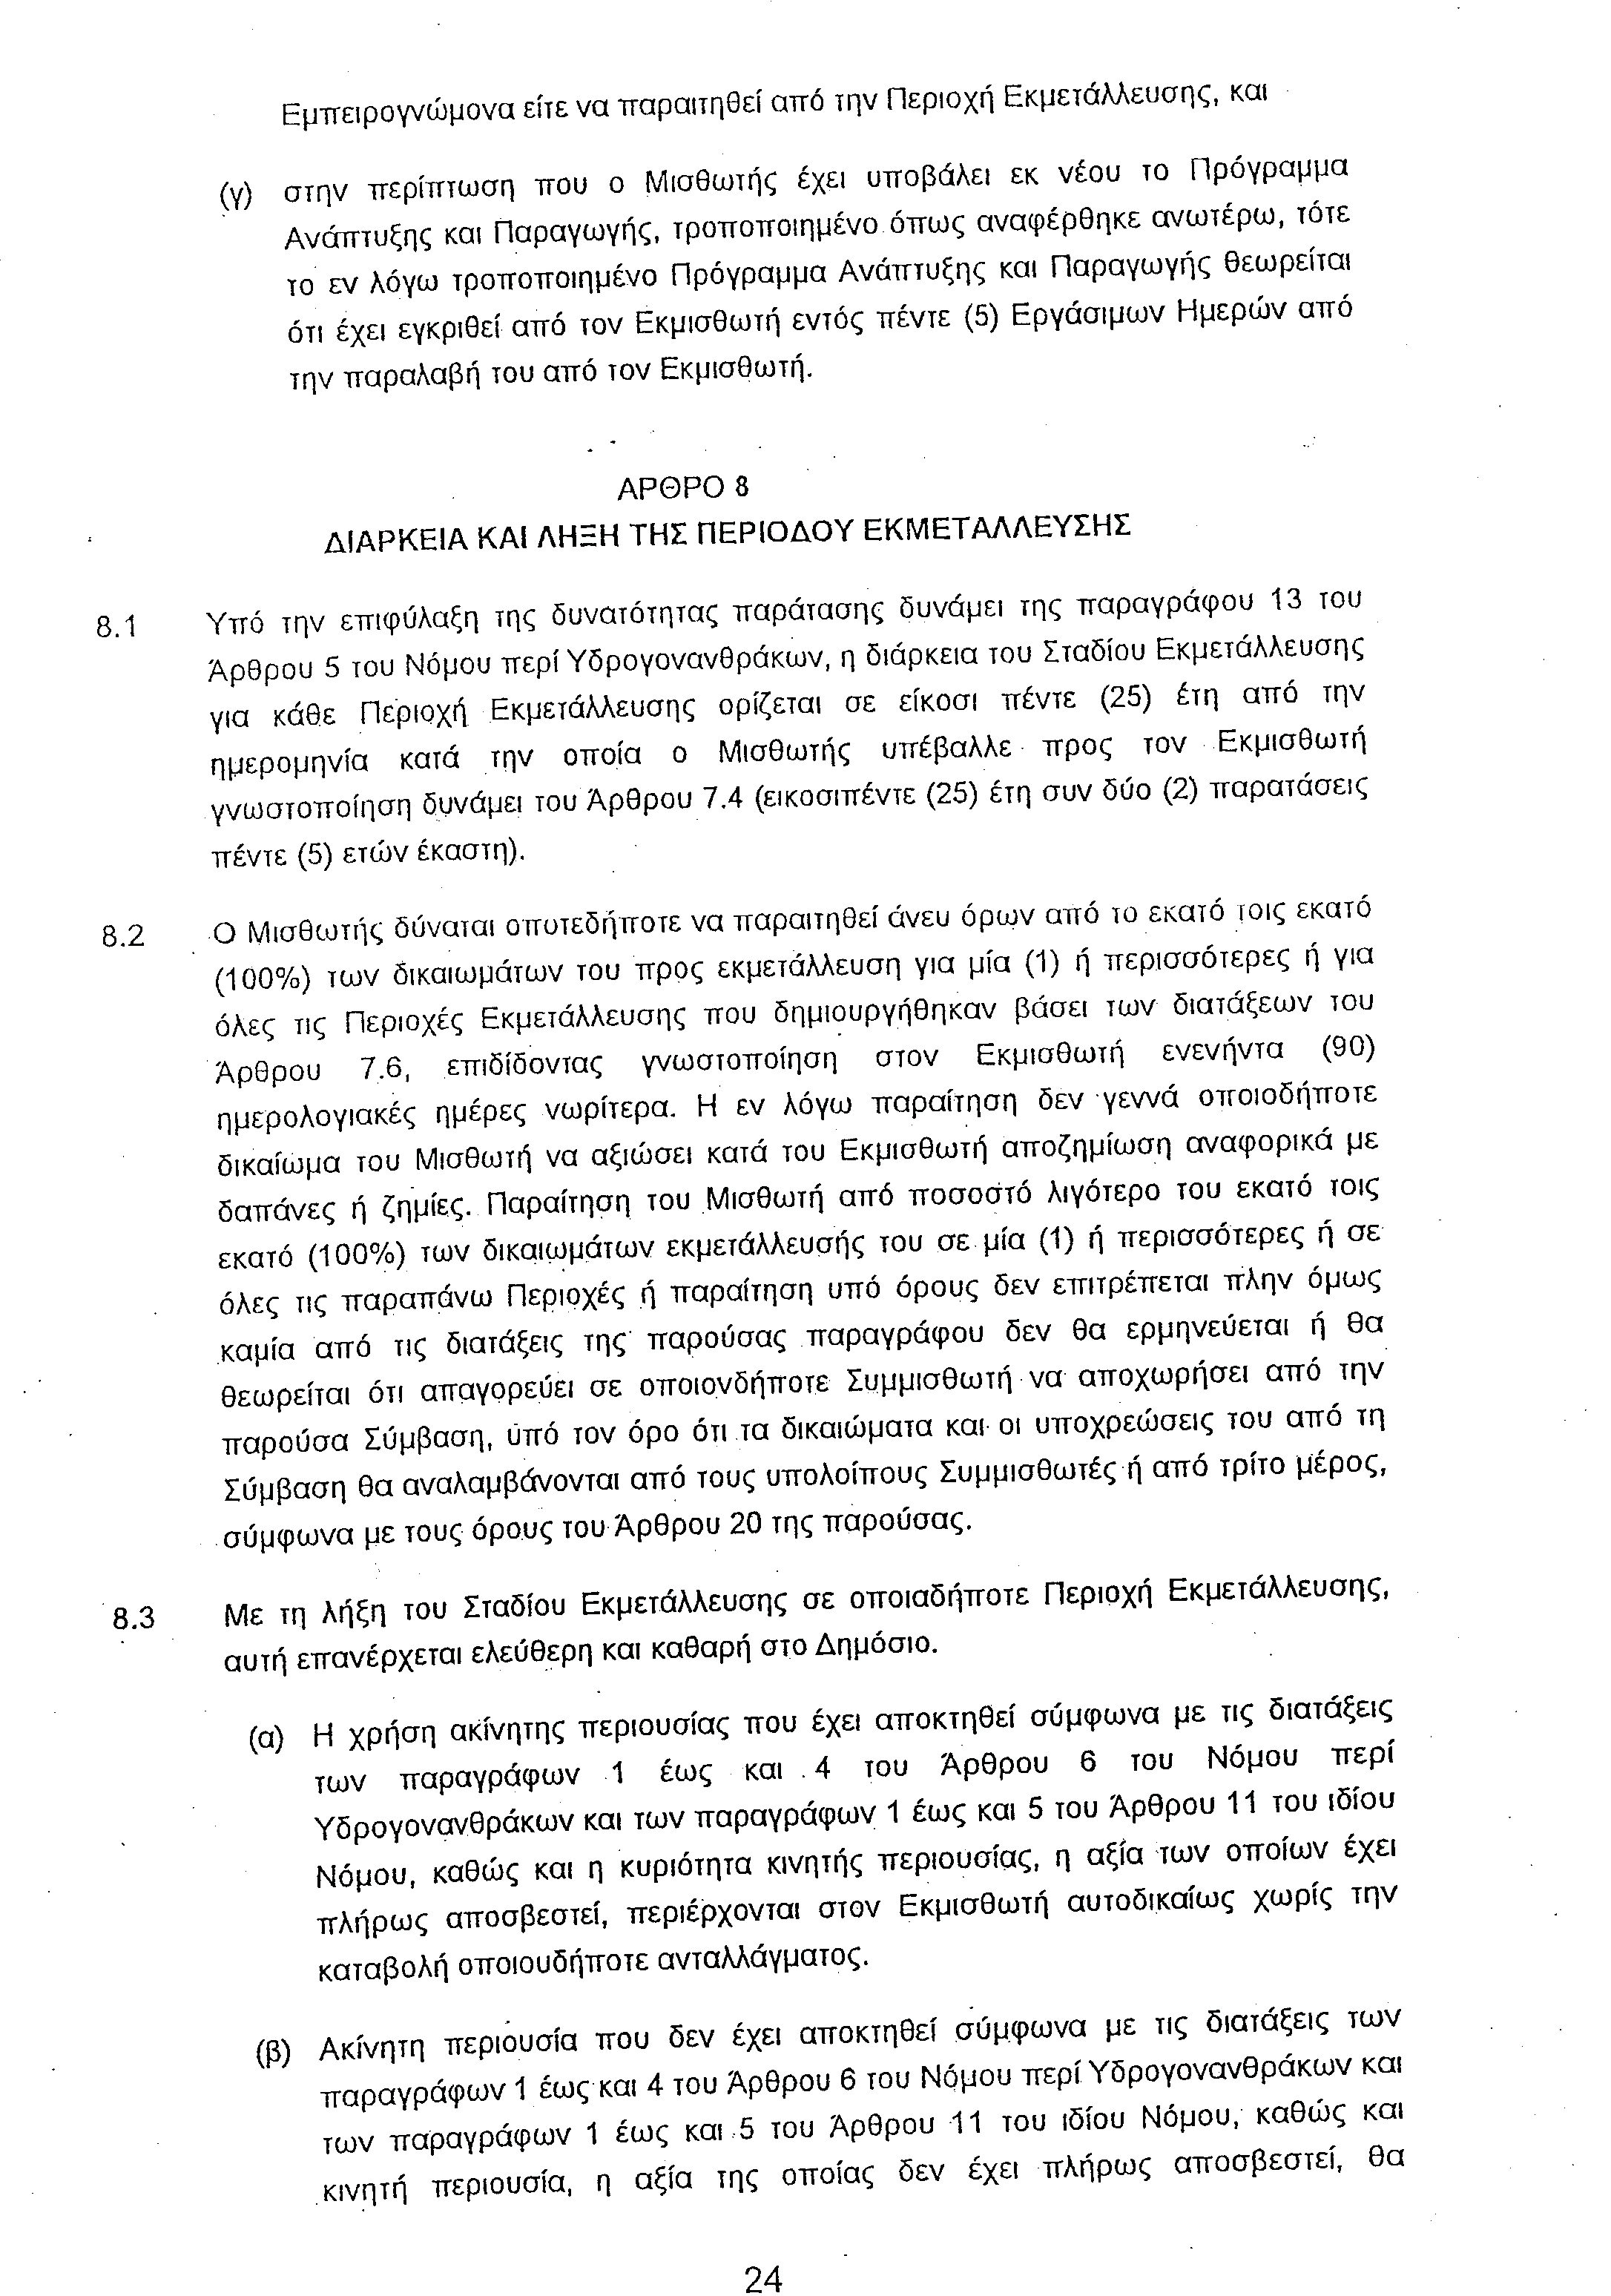 Εμπειρογνώμονα είτε να παραιτηθεί από την Περιοχή Εκμετάλλευσης, και
(γ) στην περίπτωση που ο Μισθωτής έχει υποβάλει εκ νέου το Πρόγραμμα
Ανάπτυξης και Παραγωγής, τροποποιημένο όπως αναφέρθηκε ανωτέρω, τότε
το εν λόγω τροποποιημένο Πρόγραμμα Ανάπτυξης και Παραγωγής θεωρείται
ότι έχει εγκριθεί από τον Εκμισθωτή εντός πέντε (5) Εργάσιμων Ημερών από
την παραλαβή του από τον Εκμισθωτή.
ΑΡΘΡΟ 8
ΔΙΑΡΚΕΙΑ ΚΑΙ ΛΗΞΗ ΤΗΣ ΠΕΡΙΟΔΟΥ ΕΚΜΕΤΑΛΛΕΥΣΗΣ
8.1 Υπό την επιφύλαξη της δυνατότητας παράτασης δυνάμει της παραγράφου 13 του
Άρθρου 5 του Νόμου περί Υδρογονανθράκων, η διάρκεια του Σταδίου Εκμετάλλευσης
για κάθε Περιοχή Εκμετάλλευσης ορίζεται σε είκοσι πέντε (25) έτη από την
ημερομηνία κατά την οποία ο Μισθωτής υπέβαλλε προς τον Εκμισθωτή
γνωστοποίηση δυνάμει του Άρθρου 7.4 (εικοσιπέντε (25) έτη συν δύο (2) παρατάσεις
πέντε (5) ετών έκαστη).
8.2 Ο Μισθωτής δύναται οποτεδήποτε να παραιτηθεί άνευ όρων από το εκατό τοις εκατό
(100%) των δικαιωμάτων του προς εκμετάλλευση για μία (1) ή περισσότερες ή για
όλες τις Περιοχές Εκμετάλλευσης που δημιουργήθηκαν βάσει των διατάξεων του
Άρθρου 7.6, επιδίδοντας γνωστοποίηση στον Εκμισθωτή ενενήντα (90)
ημερολογιακές ημέρες νωρίτερα. Η εν λόγω παραίτηση δεν γεννά οποιοδήποτε
δικαίωμα του Μισθωτή να αξιώσει κατά του Εκμισθωτή αποζημίωση αναφορικά με
δαπάνες ή ζημίες. Παραίτηση του Μισθωτή από ποσοστό λιγότερο του εκατό τοις
εκατό (100%) των δικαιωμάτων εκμετάλλευσής του σε μία (1) ή περισσότερες ή σε
όλες τις παραπάνω Περιοχές ή παραίτηση υπό όρους δεν επιτρέπεται πλην όμως
καμία από τις διατάξεις της παρούσας παραγράφου δεν θα ερμηνεύεται ή θα
θεωρείται ότι απαγορεύει σε οποιονδήποτε Συμμισθωτή να αποχωρήσει από την
παρούσα Σύμβαση, υπό τον όρο ότι τα δικαιώματα και οι υποχρεώσεις του από τη
Σύμβαση θα αναλαμβάνονται από τους υπολοίπους Συμμισθωτές ή από τρίτο μέρος,
σύμφωνα με τους όρους του Άρθρου 20 της παρούσας.
8.3 Με τη λήξη του Σταδίου Εκμετάλλευσης σε οποιαδήποτε Περιοχή Εκμετάλλευσης,
αυτή επανέρχεται ελεύθερη και καθαρή στο Δημόσιο.
(α) Η χρήση ακίνητης περιουσίας που έχει αποκτηθεί σύμφωνα με τις διατάξεις
των παραγράφων 1 έως και 4 του Άρθρου 6 του Νόμου περί
Υδρογονανθράκων και των παραγράφων 1 έως και 5 του Άρθρου 11 του ιδίου
Νόμου, καθώς και η κυριότητα κινητής περιουσίας, η αξία των οποίων έχει
πλήρως αποσβεστεί, περιέρχονται στον Εκμισθωτή αυτοδικαίως χωρίς την
καταβολή οποιουδήποτε ανταλλάγματος.
(β) Ακίνητη περιουσία που δεν έχει αποκτηθεί σύμφωνα με τις διατάξεις των
παραγράφων 1 έως και 4 του Άρθρου 6 του Νόμου περί Υδρογονανθράκων και
των παραγράφων 1 έως και 5 του Άρθρου 11 του ιδίου Νόμου, καθώς και
κινητή περιουσία, η αξία της οποίας δεν έχει πλήρως αποσβεστεί, θα
24